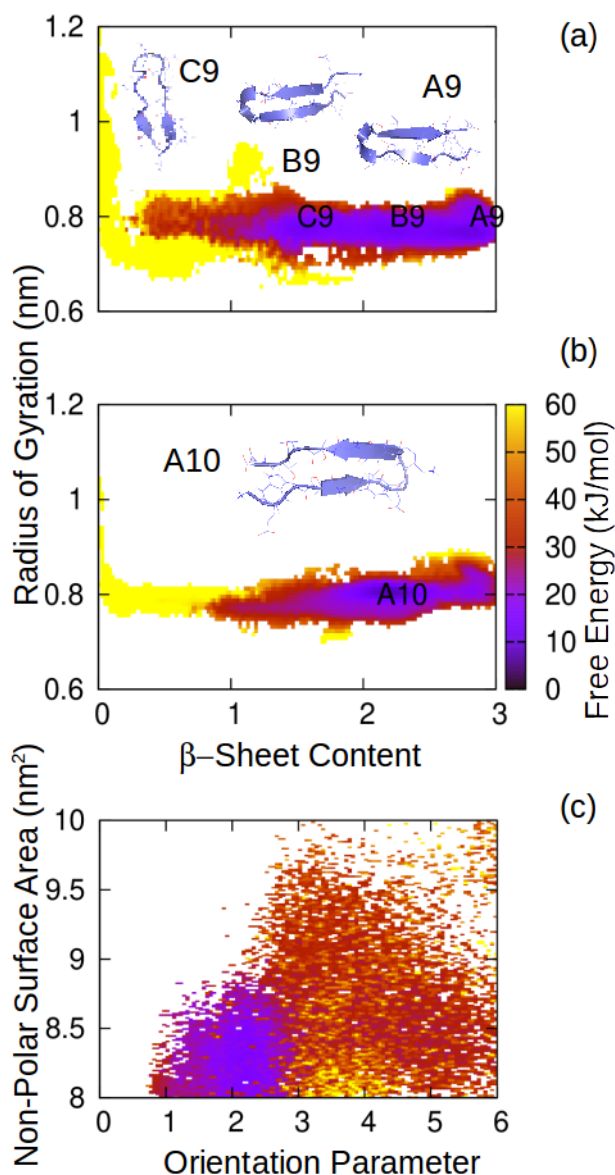 1.2
(a)
C9
A9
1
B9
C9
B9
A9
0.8
0.6
Radius of Gyration (nm)
(b)
1.2
60
A10
50
1
40
30
0.8
A10
20
10
0.6
0
Free Energy (kJ/mol)
0
1
2
3
β–Sheet Content
(c)
10
9.5
9
8.5
8
Non-Polar Surface Area (nm²)
0
1
2
3
4
5
6
Orientation Parameter